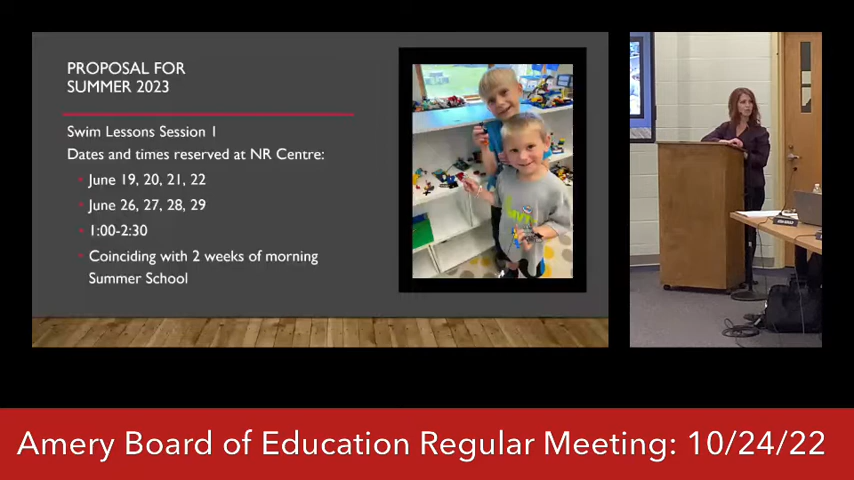 PROPOSAL FOR
SUMMER 2023
Swim Lessons Session 1
Dates and times reserved at NR Centre:
June 19, 20, 21, 22
June 26, 27, 28, 29
1:00-2:30
Coinciding with 2 weeks of morning
Summer School
Amery Board of Education Regular Meeting: 10/24/22